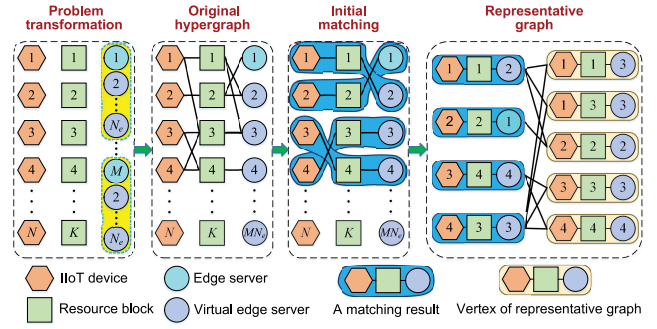 Problem transformation
Original hypergraph
Initial matching
Representative graph
1 1 1
2 2 2
3 3 N_e
4 4 M
2
N K N_e
1 1 1
2 2 2
3 3 3
4 4 4
N K MN_e
1 1 1
2 2 2
3 3 3
4 4 4
N K MN_e
1 1 2
2 2 1
3 4 4
4 3 3
1 1 3
1 3 3
2 2 2
3 3 3
4 4 4
IIoT device
Edge server
Resource block
Virtual edge server
A matching result
Vertex of representative graph